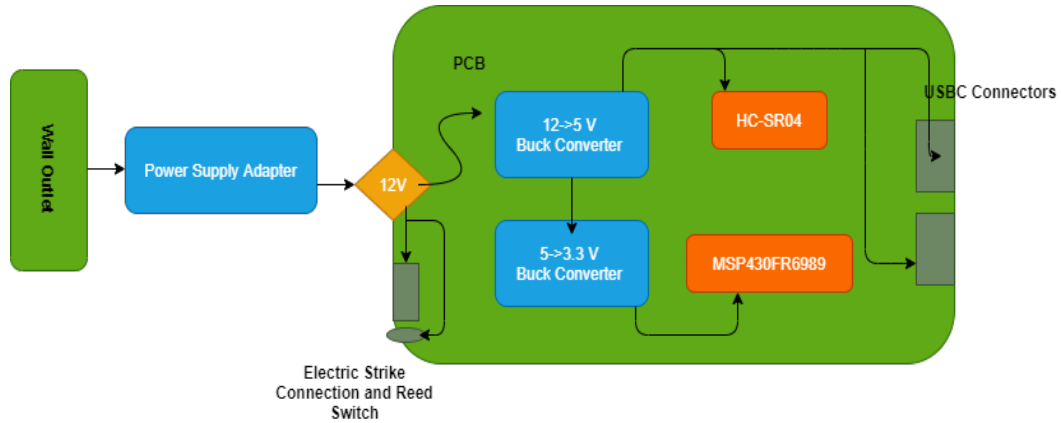 PCB
USBC Connectors
Wall Outlet
Power Supply Adapter
12V
12->5 V
Buck Converter
HC-SR04
5->3.3 V
Buck Converter
MSP430FR6989
Electric Strike
Connection and Reed
Switch